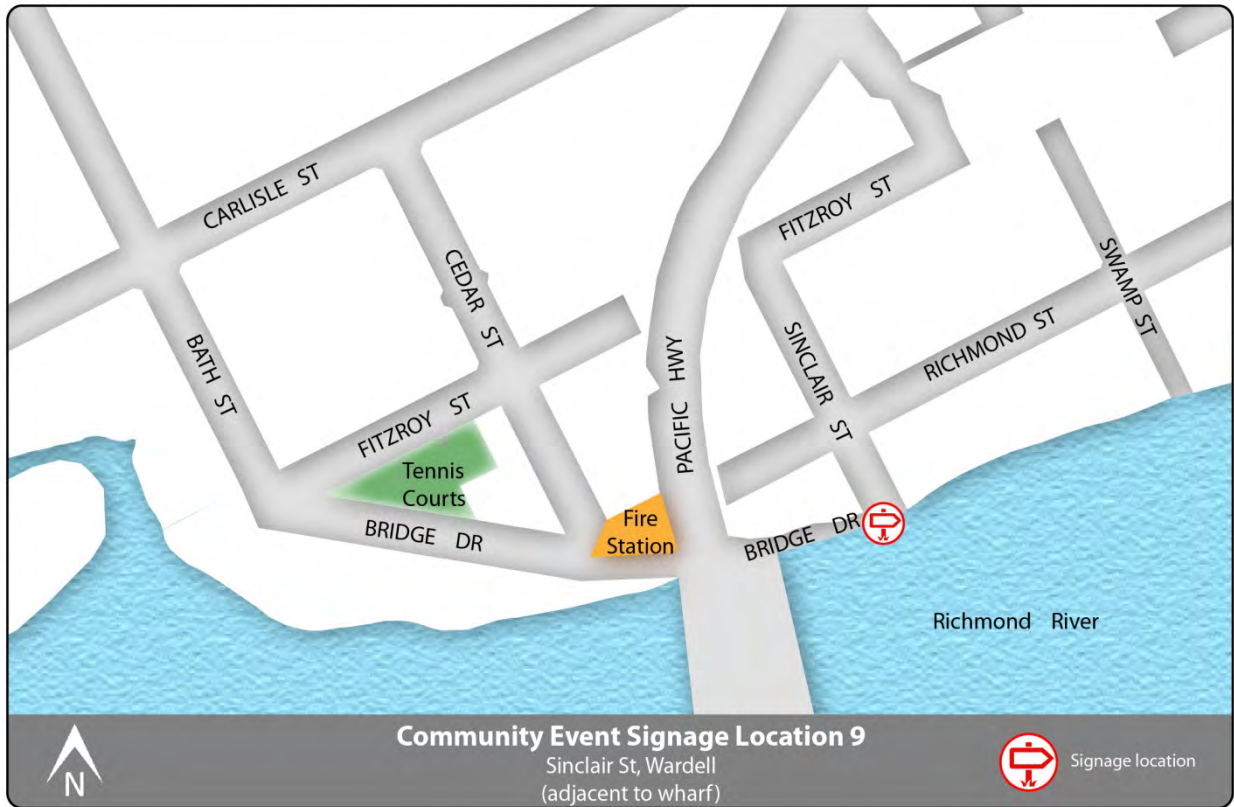 CARLISLE ST
FITZROY ST
CEDAR ST
SWAMP ST
BATH ST
SINCLAIR ST
RICHMOND ST
PACIFIC HWY
FITZROY ST
Tennis
Courts
Fire
Station
BRIDGE DR
BRIDGE DR
Richmond River
N
Community Event Signage Location 9
Sinclair St, Wardell
(adjacent to wharf)
Signage location